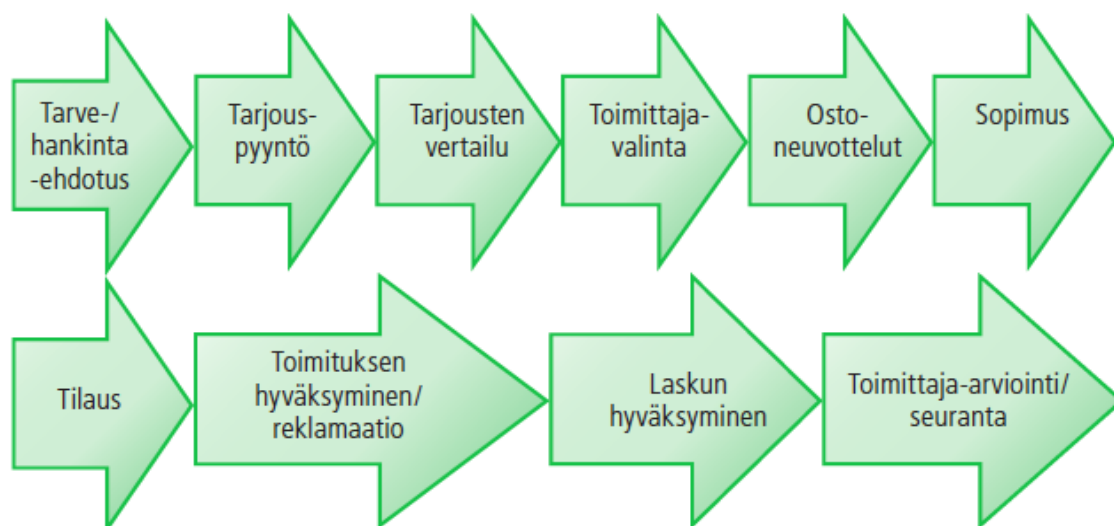 Tarve-/
hankinta
-ehdotus
Tarjous-
pyyntö
Tarjousten
vertailu
Toimittaja-
valinta
Osto-
neuvottelut
Sopimus
Tilaus
Toimituksen
hyväksyminen/
reklamaatio
Laskun
hyväksyminen
Toimittaja-arviointi/
seuranta